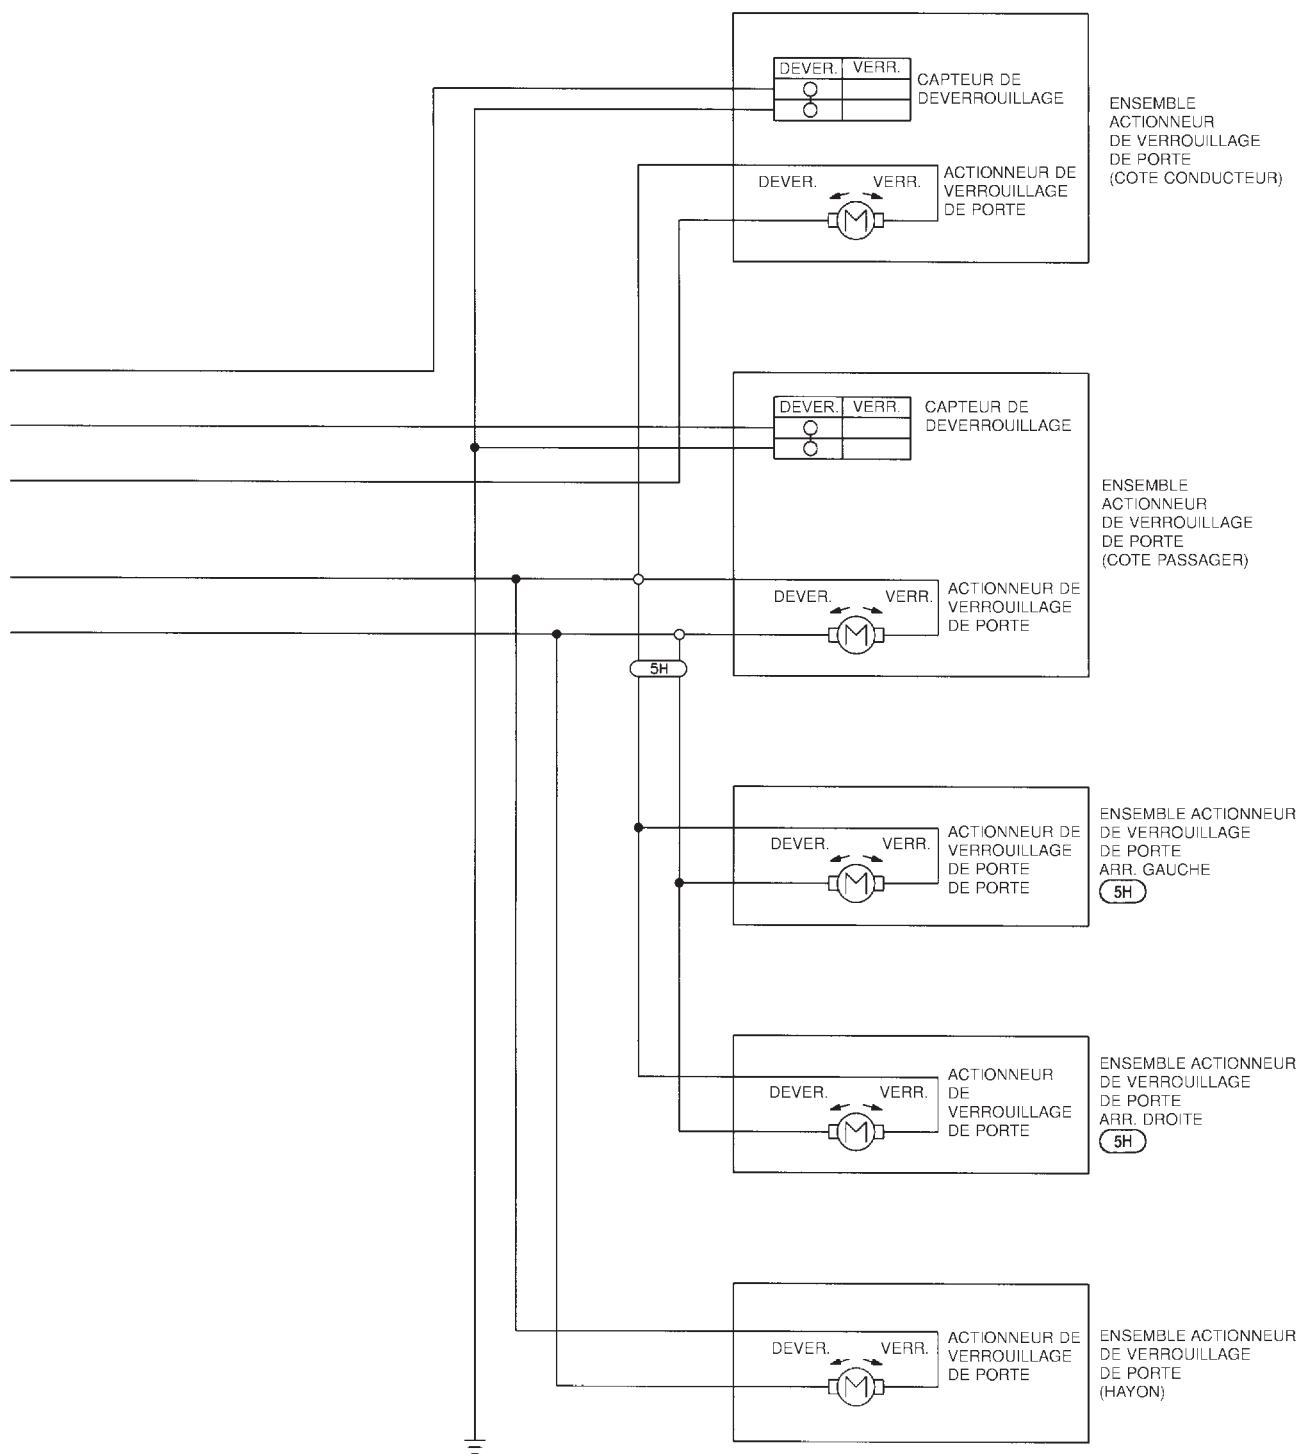 DEVER. VERR.
CAPTEUR DE
DEVERROUILLAGE
ENSEMBLE
ACTIONNEUR
DE VERROUILLAGE
DE PORTE
(COTE CONDUCTEUR)
DEVER. VERR.
ACTIONNEUR DE
VERROUILLAGE
DE PORTE
M
DEVER. VERR.
CAPTEUR DE
DEVERROUILLAGE
ENSEMBLE
ACTIONNEUR
DE VERROUILLAGE
DE PORTE
(COTE PASSAGER)
DEVER. VERR.
ACTIONNEUR DE
VERROUILLAGE
DE PORTE
M
5H
DEVER. VERR.
ACTIONNEUR DE
VERROUILLAGE
DE PORTE
DE PORTE
M
ENSEMBLE ACTIONNEUR
DE VERROUILLAGE
DE PORTE
ARR. GAUCHE
5H
DEVER. VERR.
ACTIONNEUR
DE
VERROUILLAGE
DE PORTE
M
ENSEMBLE ACTIONNEUR
DE VERROUILLAGE
DE PORTE
ARR. DROITE
5H
DEVER. VERR.
ACTIONNEUR DE
VERROUILLAGE
DE PORTE
M
ENSEMBLE ACTIONNEUR
DE VERROUILLAGE
DE PORTE
(HAYON)